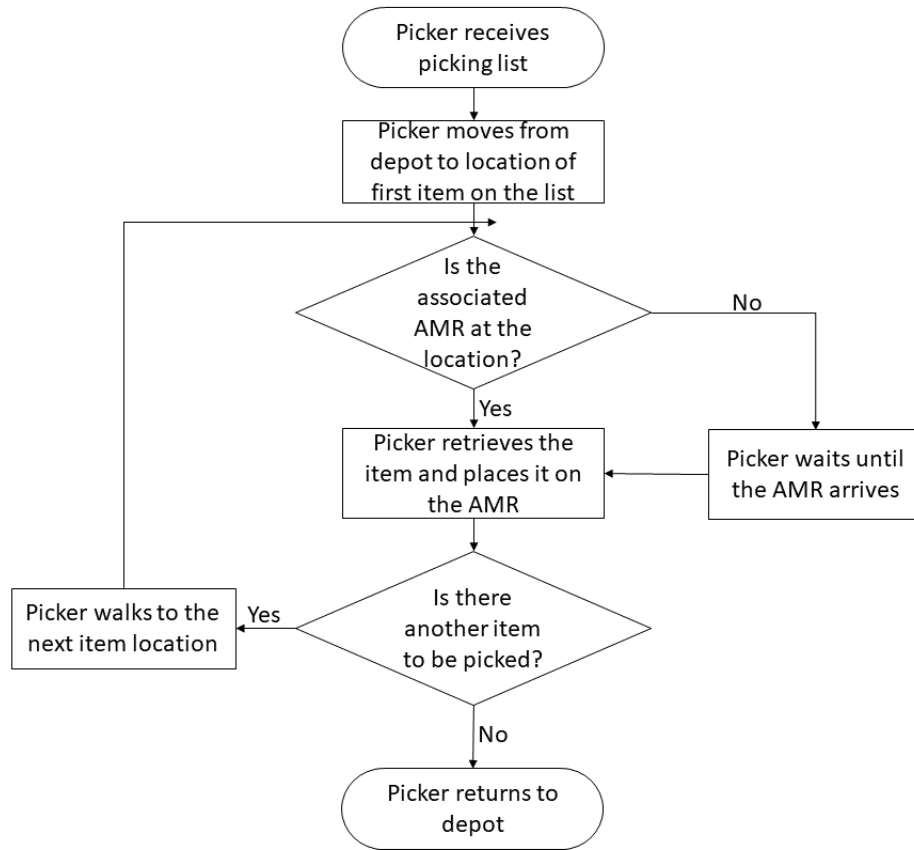 Picker receives
picking list
Picker moves from
depot to location of
first item on the list
Is the
associated
AMR at the
location?
No
Yes
Picker retrieves the
item and places it on
the AMR
Picker waits until
the AMR arrives
Is there
another item
to be picked?
Yes
Picker walks to the
next item location
No
Picker returns to
depot